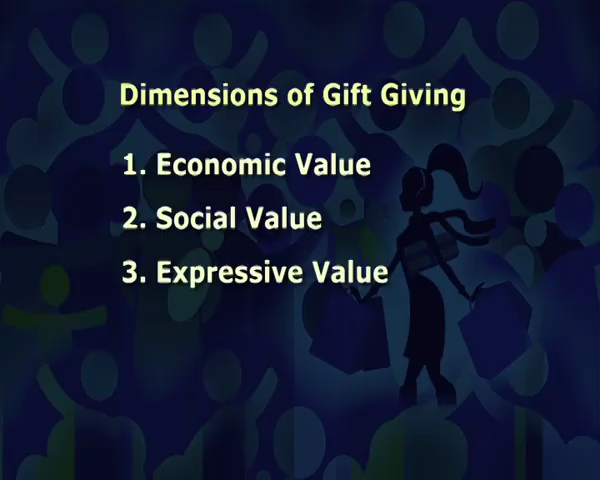 Dimensions of Gift Giving
1. Economic Value
2. Social Value
3. Expressive Value